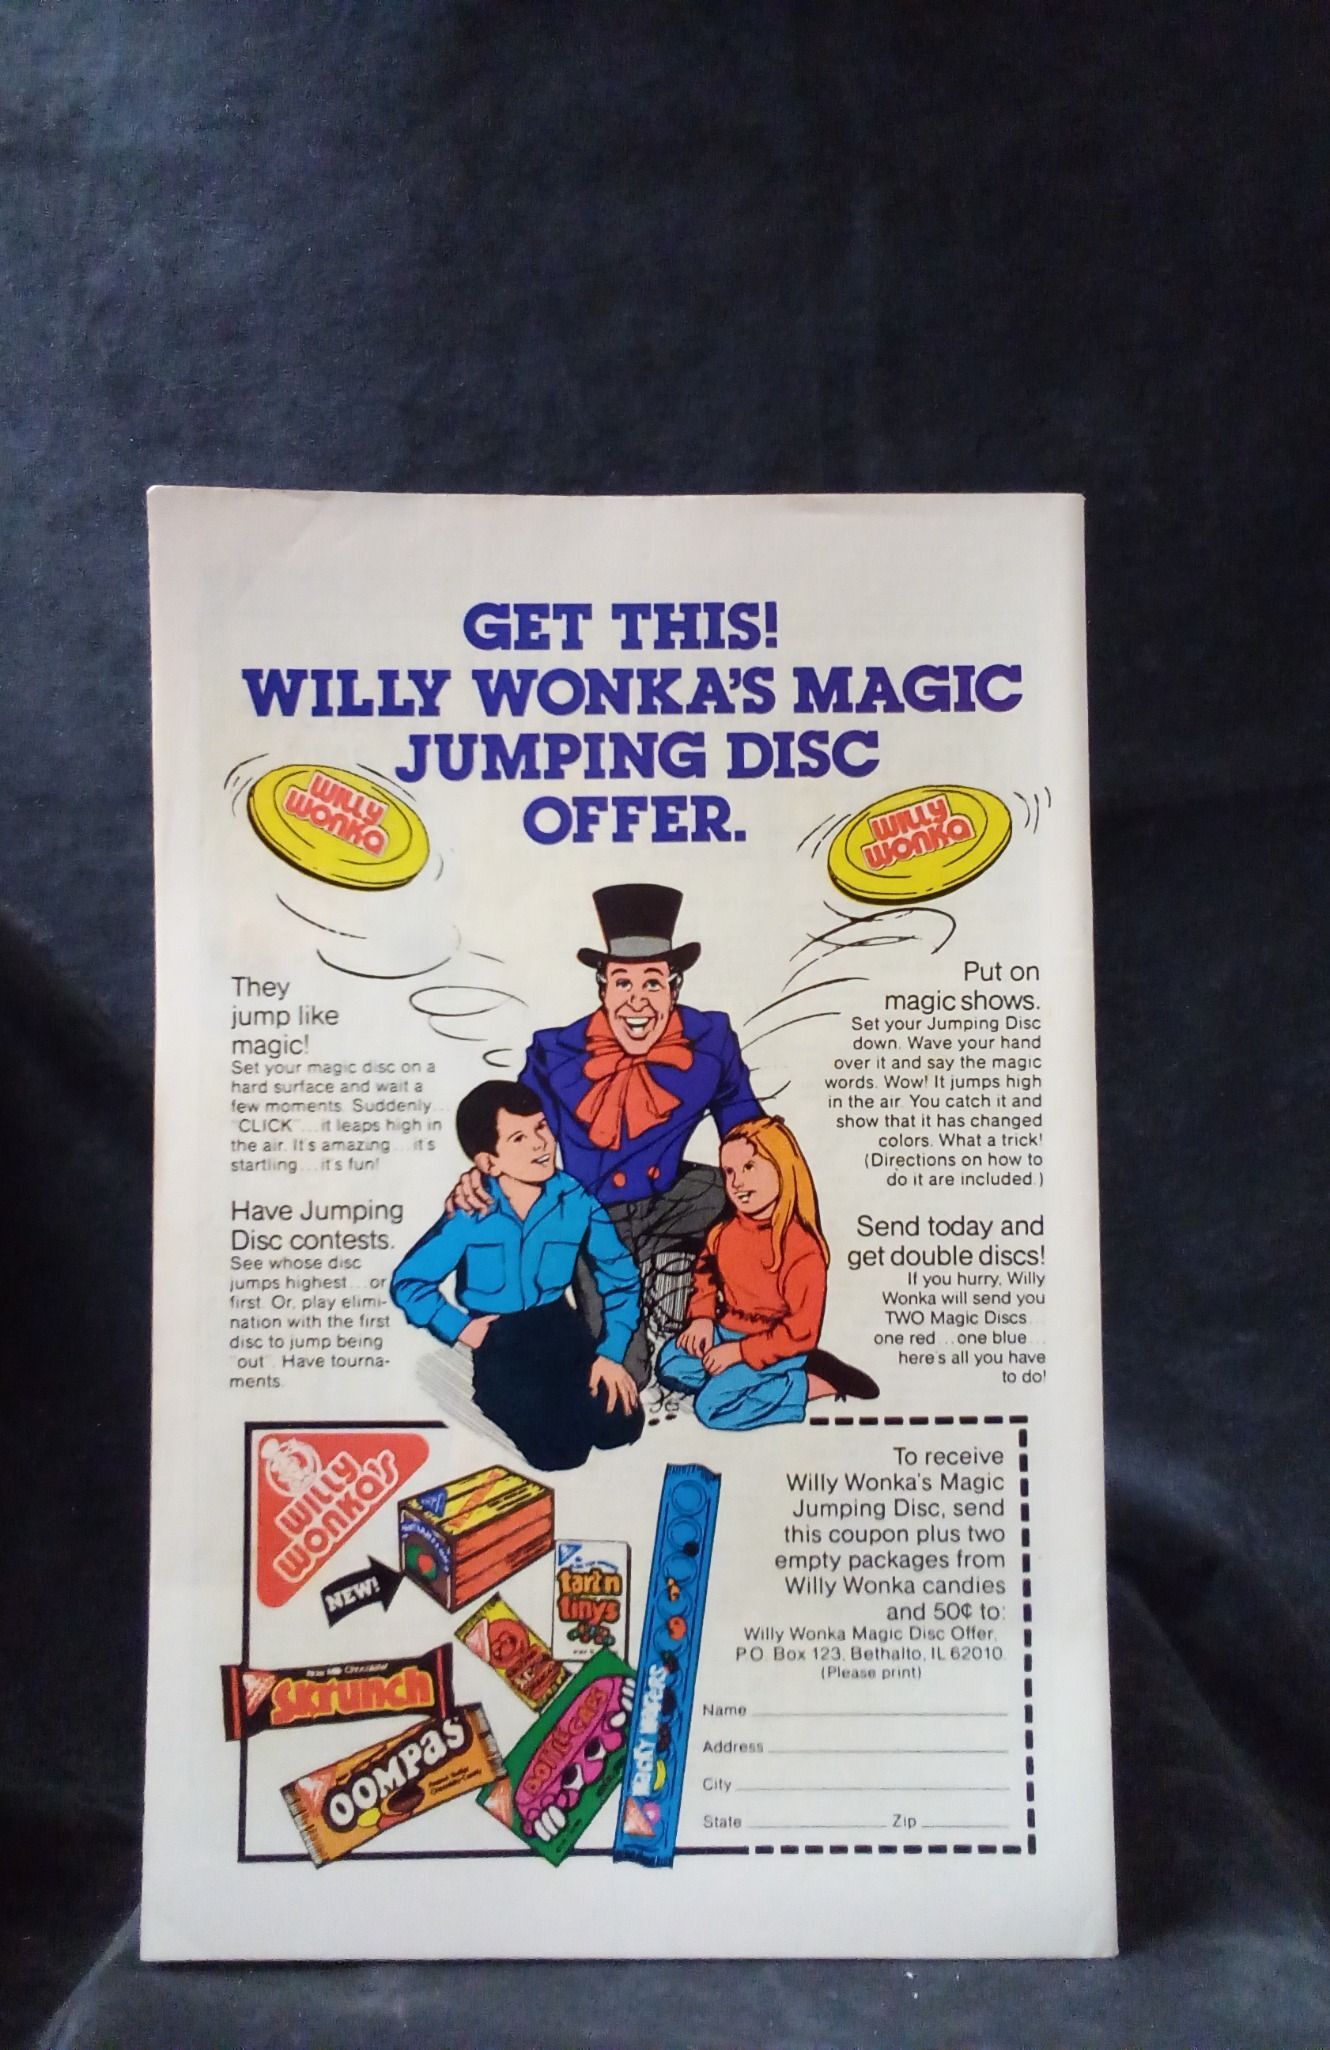 GET THIS!
WILLY WONKA'S MAGIC
JUMPING DISC
OFFER.
WILLY
WONKA
WILLY
WONKA
They
jump like
magic!
Set your magic disc on a
hard surface and wait a
few moments. Suddenly...
"CLICK"...it leaps high in
the air. It's amazing...it's
startling...it's fun!
Have Jumping
Disc contests.
See whose disc
jumps highest...or
first. Or, play elimi-
nation with the first
disc to jump being
"out". Have tourna-
ments.
Put on
magic shows.
Set your Jumping Disc
down. Wave your hand
over it and say the magic
words. Wow! It jumps high
in the air. You catch it and
show that it has changed
colors. What a trick!
(Directions on how to
do it are included.)
Send today and
get double discs!
If you hurry, Willy
Wonka will send you
TWO Magic Discs...
one red...one blue...
here's all you have
to do!
WILLY
WONKA'S
NEW!
tart n
tinys
Skrunch
OOMPAS
Peanut Butter
BOTTLE CAPS
WACKY WAFERS
To receive
Willy Wonka's Magic
Jumping Disc, send
this coupon plus two
empty packages from
Willy Wonka candies
and 50¢ to:
Willy Wonka Magic Disc Offer,
P.O. Box 123, Bethalto, IL 62010.
(Please print)
Name
Address
City
State Zip